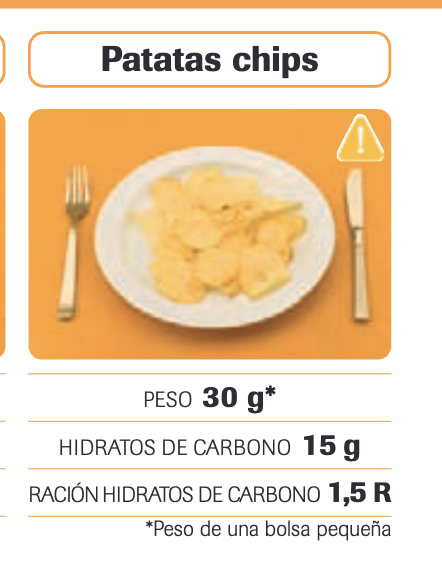 Patatas chips
PESO 30 g*
HIDRATOS DE CARBONO 15 g
RACIÓN HIDRATOS DE CARBONO 1,5 R
*Peso de una bolsa pequeña